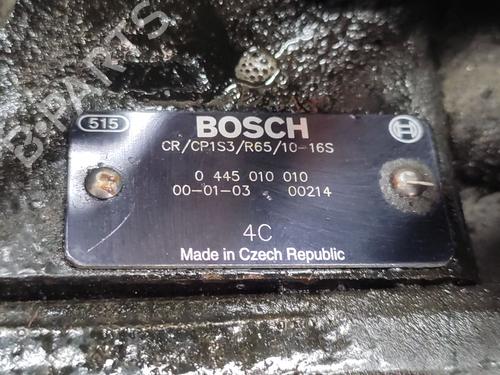 B-PARTS
515
BOSCH
CR/CP1S3/R65/10-16S
0 445 010 010
00-01-03 00214
4C
Made in Czech Republic